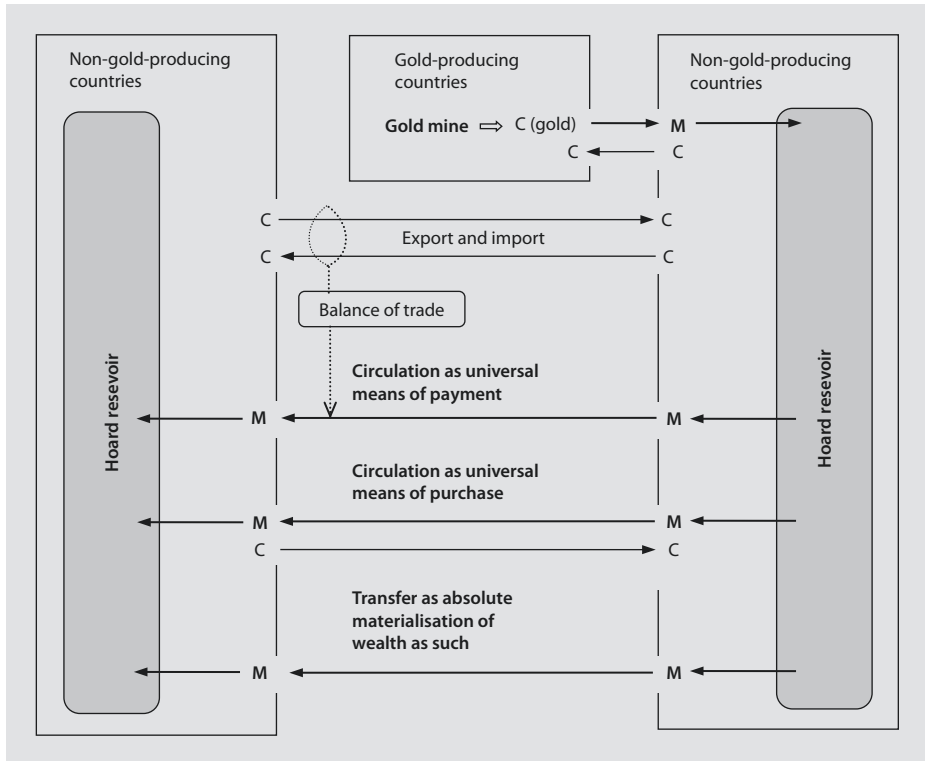 Non-gold-producing
countries
Gold-producing
countries
Non-gold-producing
countries
Gold mine ⇨ C (gold)
M
C
C
C
C
Export and import
C
C
Balance of trade
Hoard resevoir
Hoard resevoir
Circulation as universal
means of payment
M
M
Circulation as universal
means of purchase
M
M
C
C
Transfer as absolute
materialisation of
wealth as such
M
M